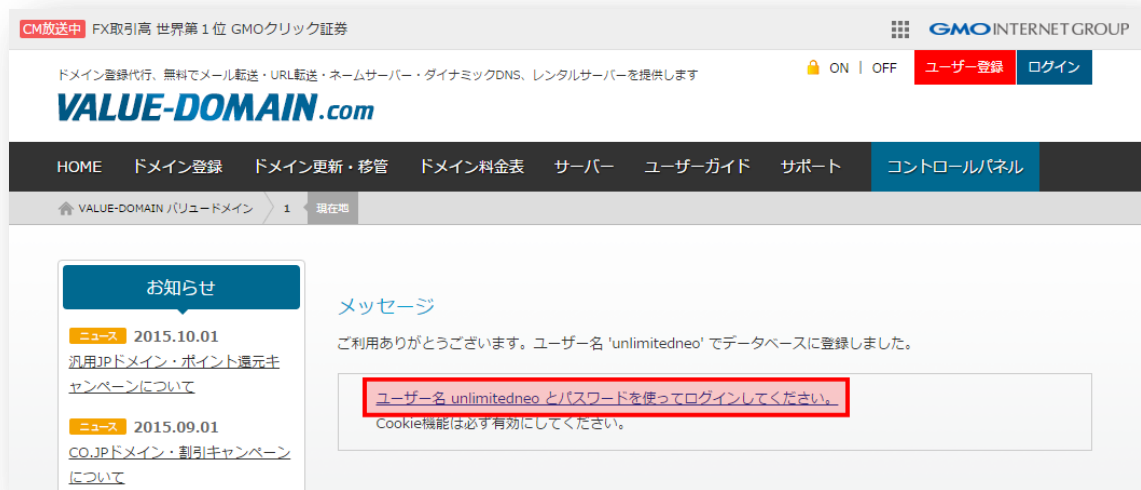 CM放送中 FX取引高 世界第1位 GMOクリック証券
GMO INTERNET GROUP
ドメイン登録代行、無料でメール転送・URL転送・ネームサーバー・ダイナミックDNS、レンタルサーバーを提供します
ON | OFF
ユーザー登録
ログイン
VALUE-DOMAIN.com
HOME ドメイン登録 ドメイン更新・移管 ドメイン料金表 サーバー ユーザーガイド サポート コントロールパネル
VALUE-DOMAIN バリュードメイン 1 現在地
お知らせ
ニュース 2015.10.01
汎用JPドメイン・ポイント還元キ
ャンペーンについて
ニュース 2015.09.01
CO.JPドメイン・割引キャンペーン
について
メッセージ
ご利用ありがとうございます。ユーザー名 'unlimitedneo' でデータベースに登録しました。
ユーザー名 unlimitedneo とパスワードを使ってログインしてください。
Cookie機能は必ず有効にしてください。